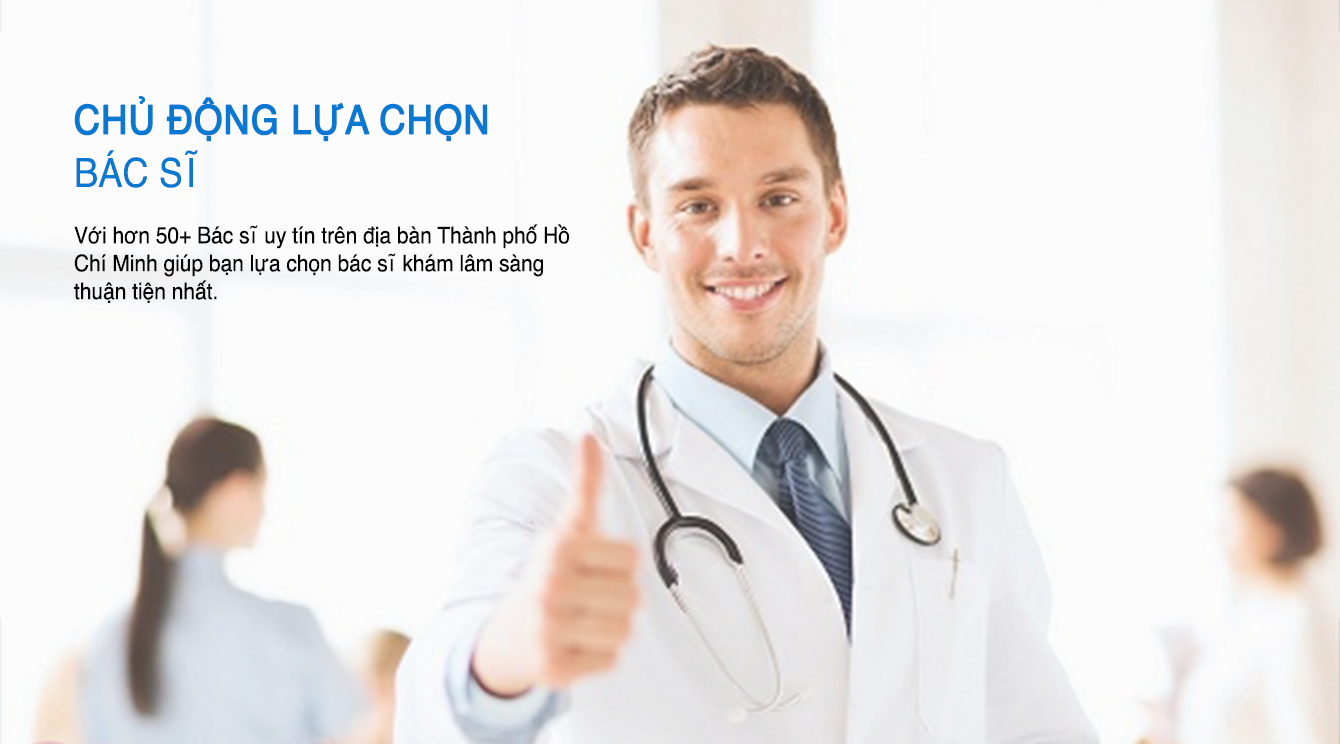 CHỦ ĐỘNG LỰA CHỌN
BÁC SĨ
Với hơn 50+ Bác sĩ uy tín trên địa bàn Thành phố Hồ
Chí Minh giúp bạn lựa chọn bác sĩ khám lâm sàng
thuận tiện nhất.